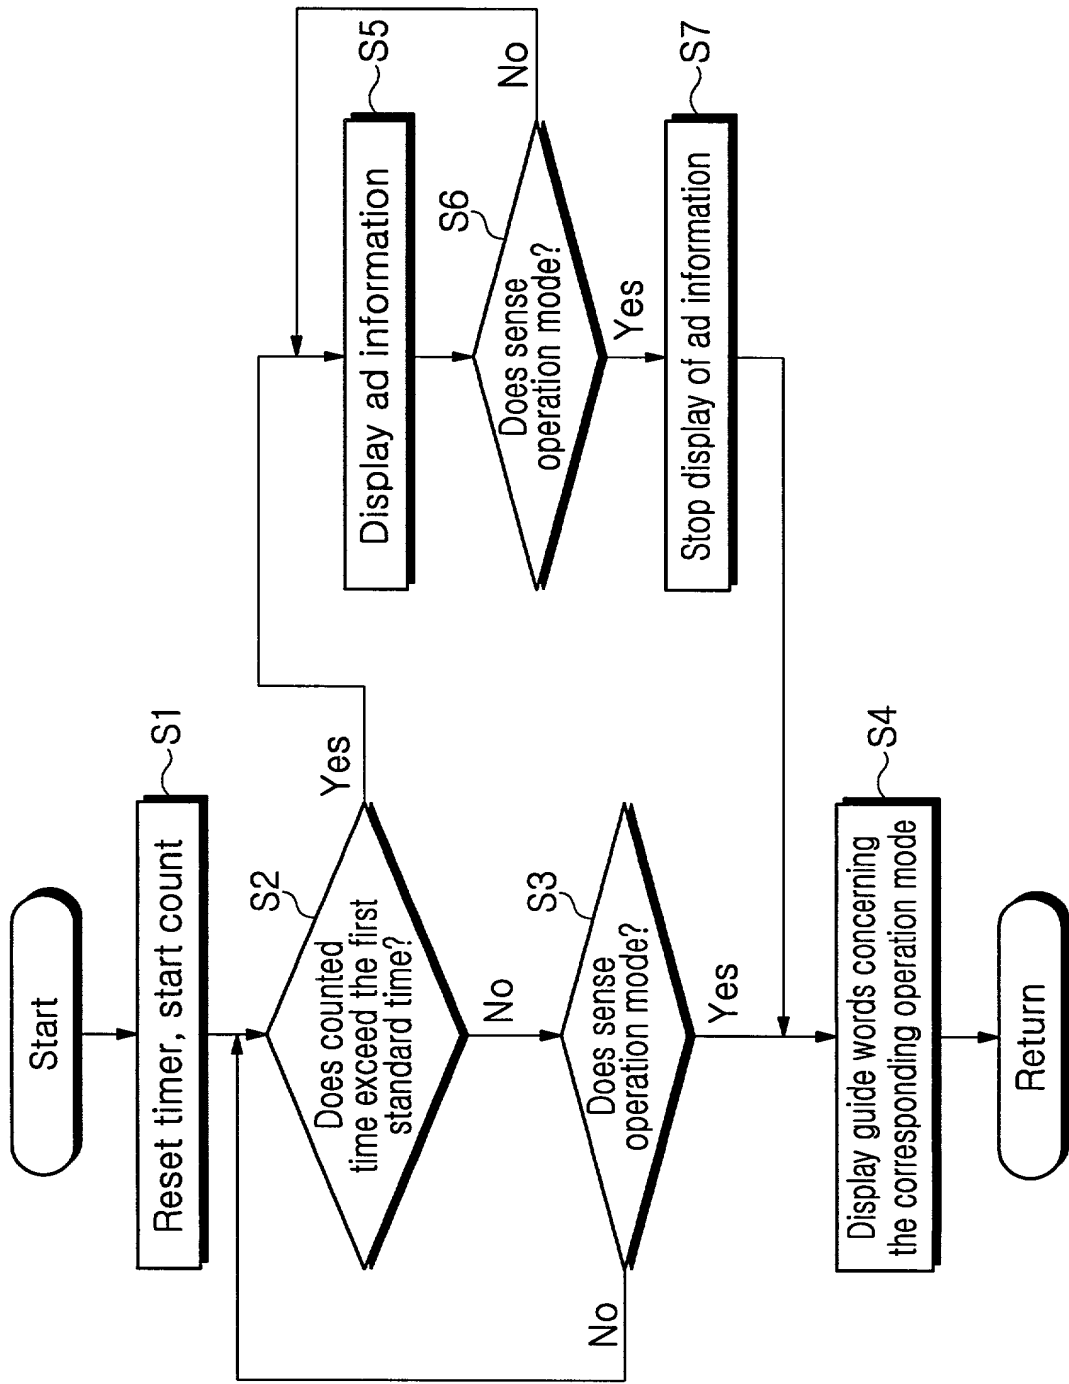 Start
Reset timer, start count
S1
Does counted
time exceed the first
standard time?
S2
Yes
No
Does sense
operation mode?
S3
No
Yes
Display guide words concerning
the corresponding operation mode
S4
Return
Display ad information
S5
Does sense
operation mode?
S6
No
Yes
Stop display of ad information
S7